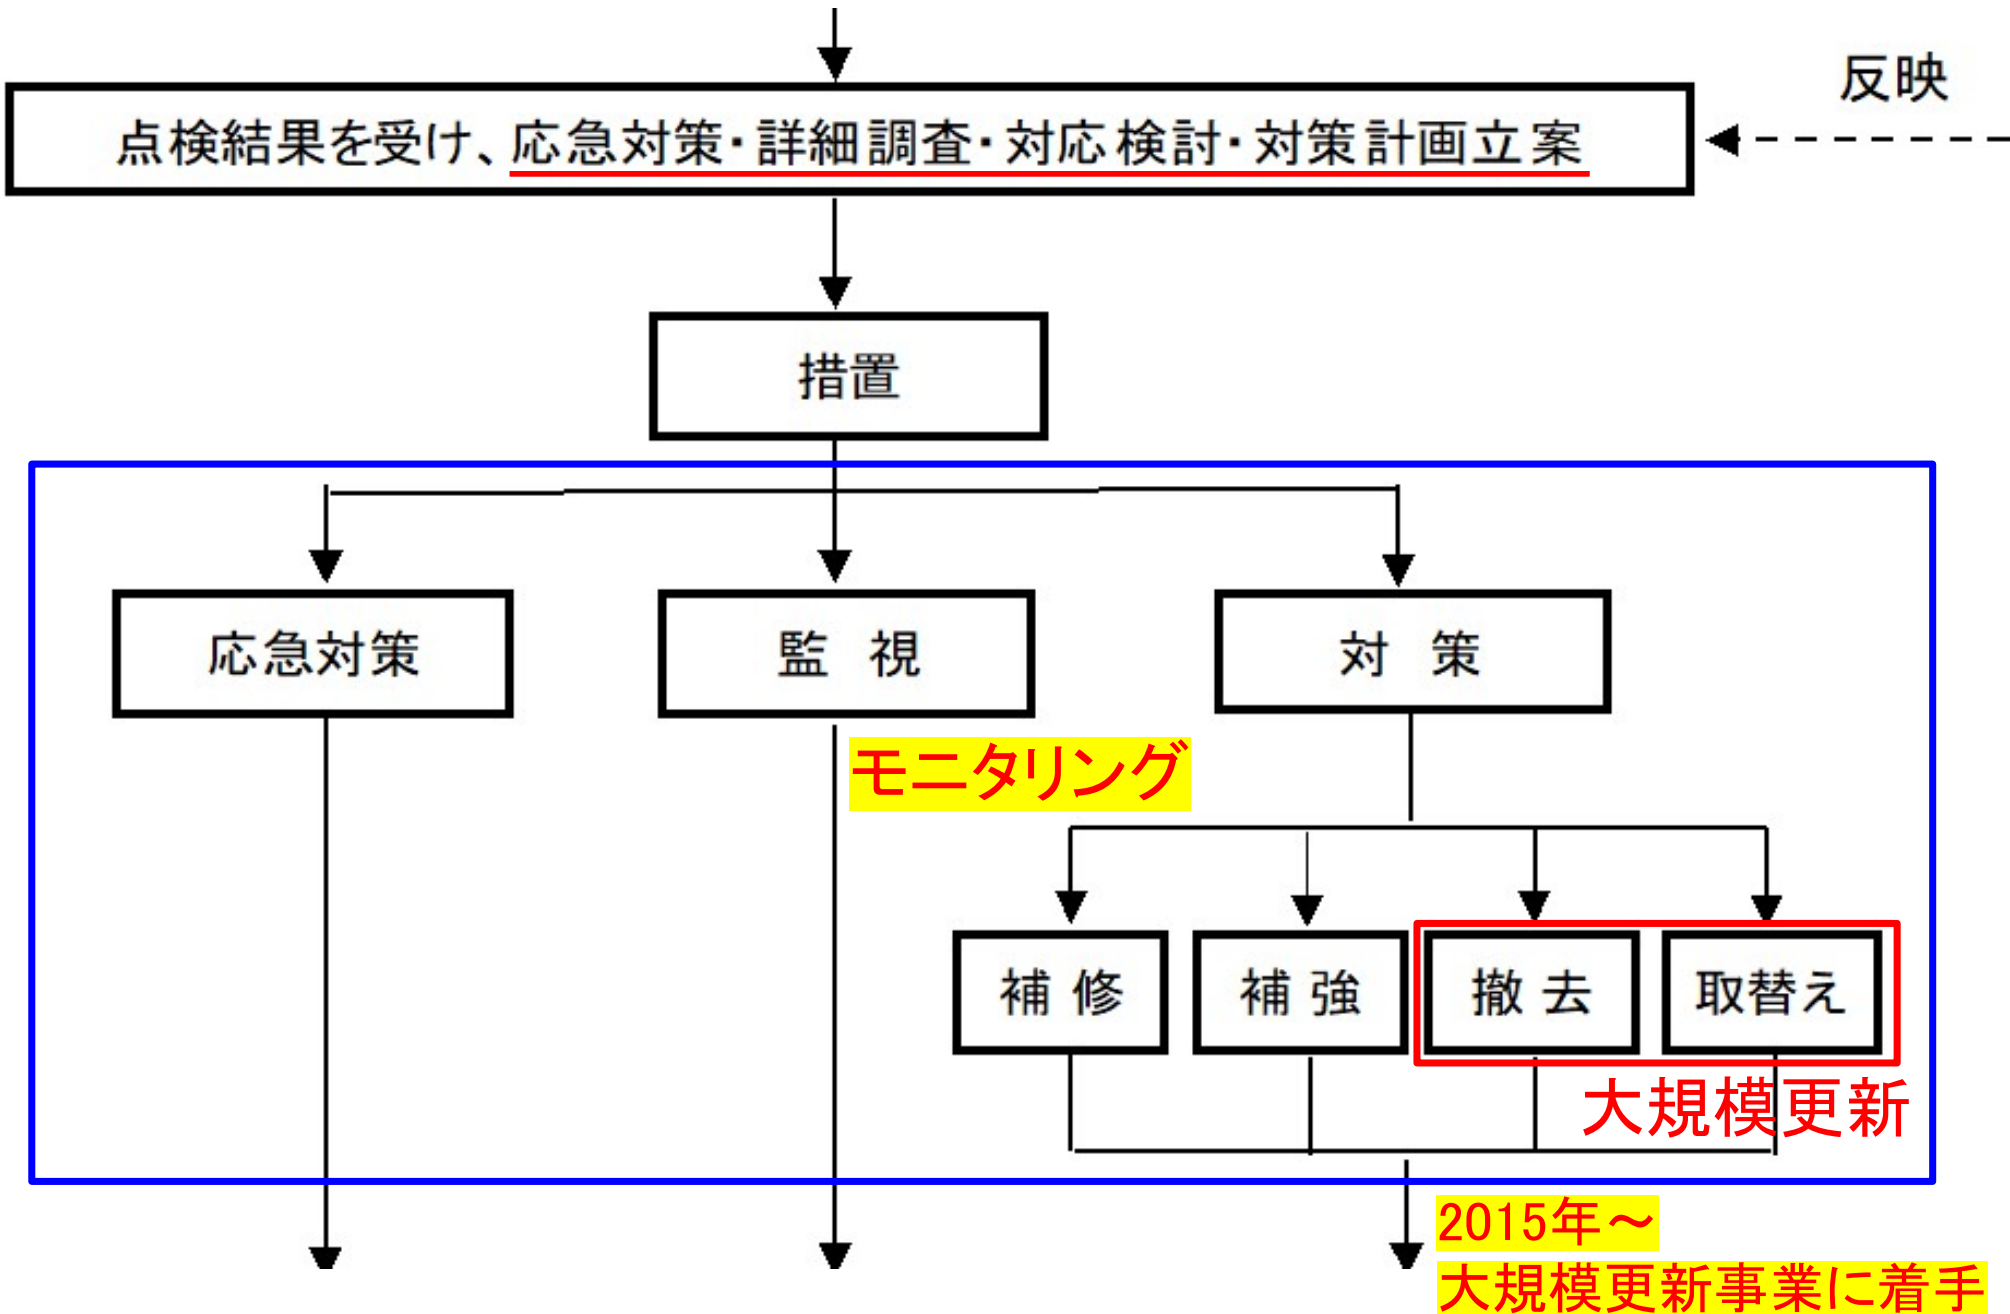 反映
点検結果を受け、応急対策・詳細調査・対応検討・対策計画立案
措置
応急対策
監 視
対 策
モニタリング
補 修
補 強
撤 去
取替え
大規模更新
2015年～
大規模更新事業に着手